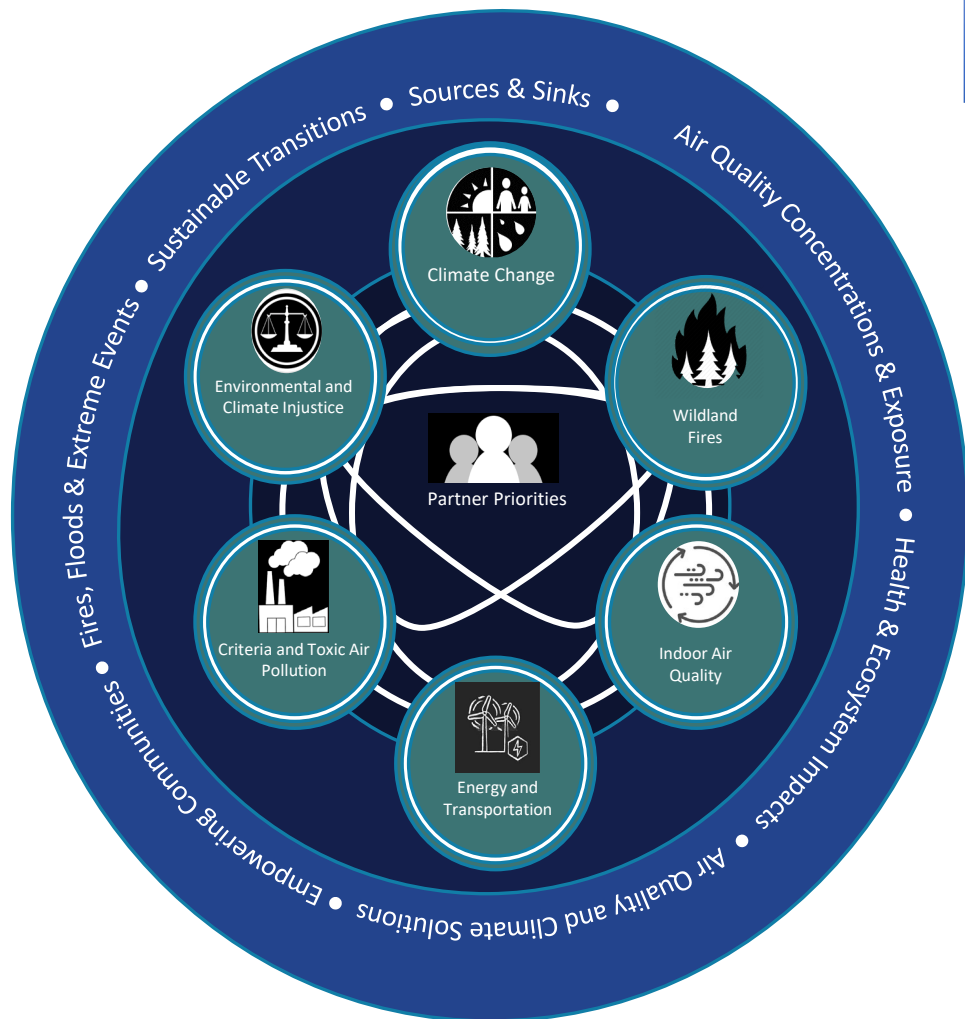 Sources & Sinks ●
Air Quality Concentrations & Exposure ●
Health & Ecosystem Impacts ●
Air Quality and Climate Solutions ●
Empowering Communities ●
Fires, Floods & Extreme Events ●
Sustainable Transitions ●
Climate Change
Wildland
Fires
Indoor Air
Quality
Energy and
Transportation
Criteria and Toxic Air
Pollution
Environmental and
Climate Injustice
Partner Priorities